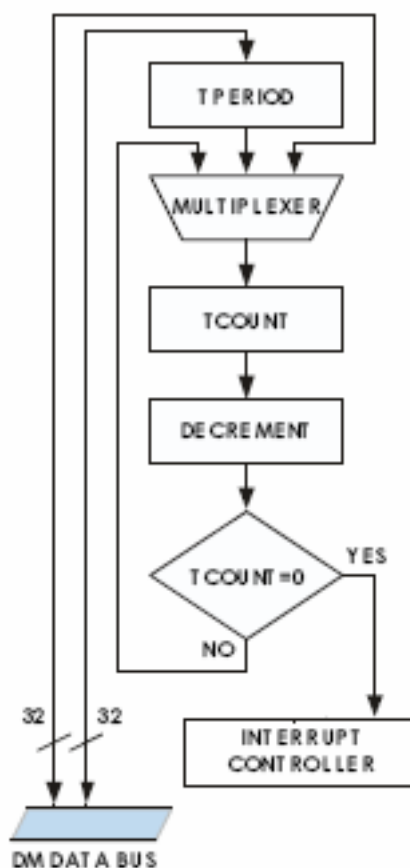 TPERIOD
MULTIPLEXER
TCOUNT
DECREMENT
TCOUNT=0
YES
NO
32 32
INTERRUPT
CONTROLLER
DM DATA BUS